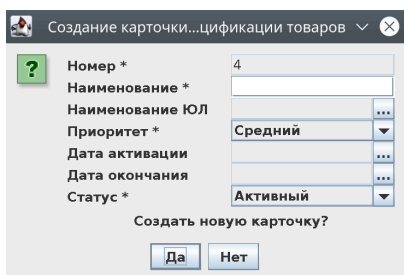 Создание карточки...цификации товаров
Номер * 4
Наименование *
Наименование ЮЛ ...
Приоритет * Средний
Дата активации ...
Дата окончания ...
Статус * Активный
Создать новую карточку?
Да Нет